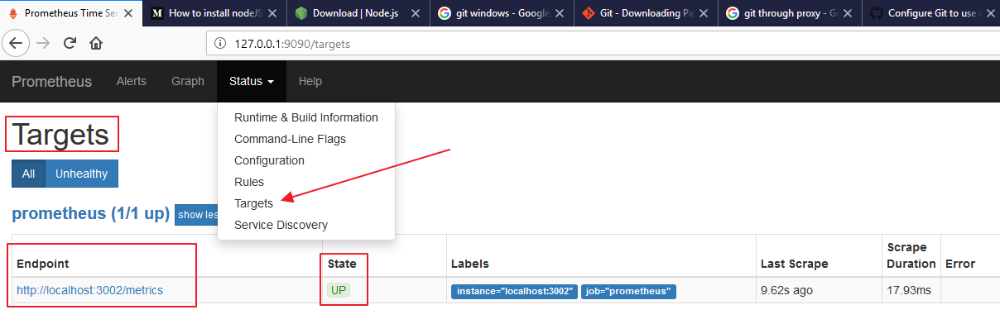 Prometheus Time Ser
How to install nodeJS
Download | Node.js
git windows - Google
Git - Downloading Pa
git through proxy - G
Configure Git to use a
127.0.0.1:9090/targets
Prometheus Alerts Graph Status Help
Runtime & Build Information
Command-Line Flags
Configuration
Rules
Targets
Service Discovery
Targets
All Unhealthy
prometheus (1/1 up) show les
Endpoint State Labels Last Scrape Scrape Duration Error
http://localhost:3002/metrics UP instance="localhost:3002" job="prometheus" 9.62s ago 17.93ms